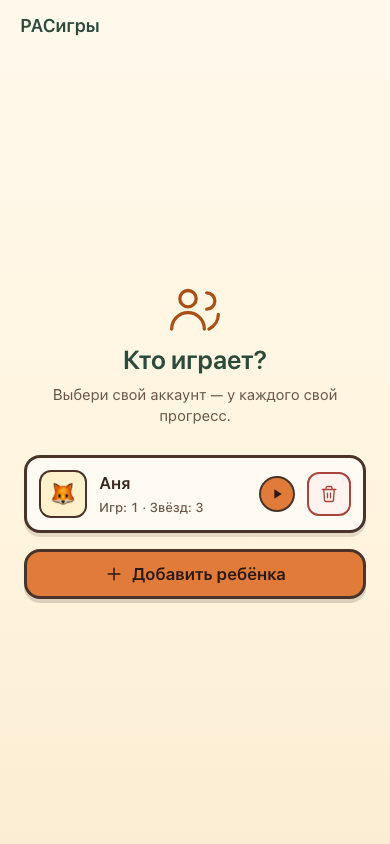 РАСигры
Кто играет?
Выбери свой аккаунт — у каждого свой
прогресс.
Аня
Игр: 1 · Звёзд: 3
Добавить ребёнка